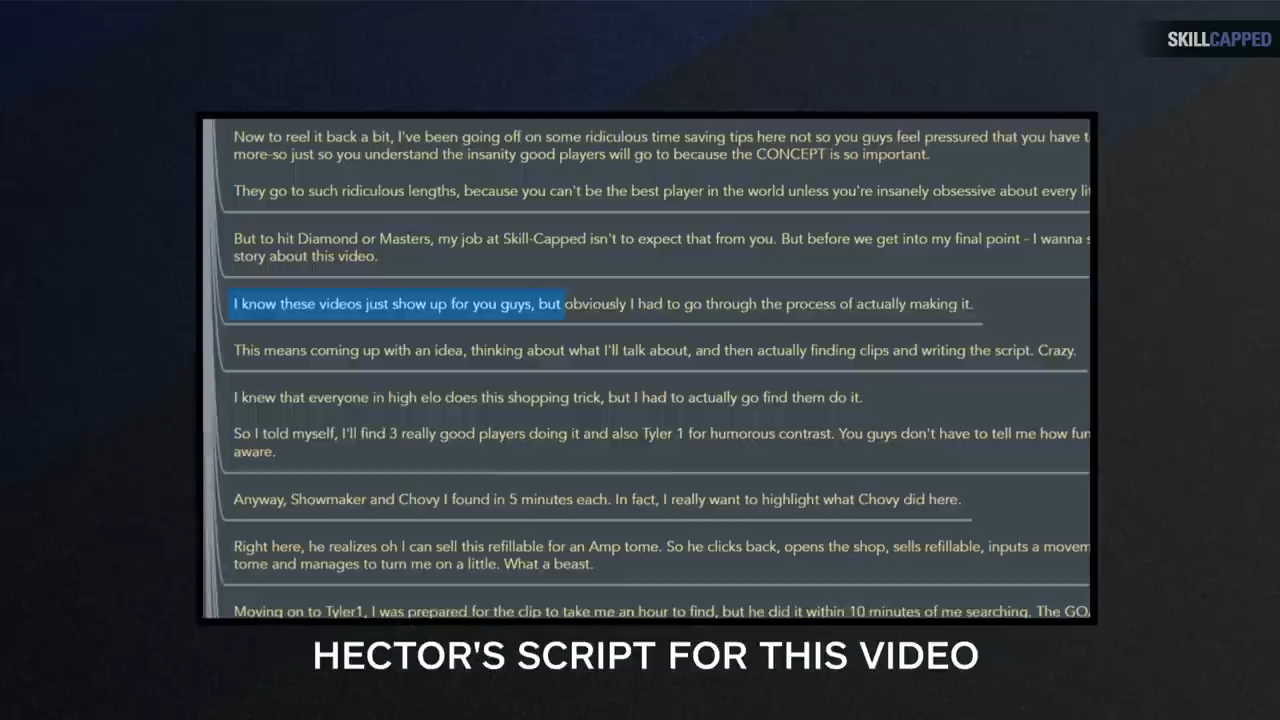 SKILLCAPPED
Now to reel it back a bit, I've been going off on some ridiculous time saving tips here not so you guys feel pressured that you have
more-so just so you understand the insanity good players will go to because the CONCEPT is so important.
They go to such ridiculous lengths, because you can't be the best player in the world unless you're insanely obsessive about every
But to hit Diamond or Masters, my job at Skill-Capped isn't to expect that from you. But before we get into my final point - I wanna
story about this video.
I know these videos just show up for you guys, but obviously I had to go through the process of actually making it.
This means coming up with an idea, thinking about what I'll talk about, and then actually finding clips and writing the script. Crazy.
I knew that everyone in high elo does this shopping trick, but I had to actually go find them do it.
So I told myself, I'll find 3 really good players doing it and also Tyler 1 for humorous contrast. You guys don't have to tell me how
aware.
Anyway, Showmaker and Chovy I found in 5 minutes each. In fact, I really want to highlight what Chovy did here.
Right here, he realizes oh I can sell this refillable for an Amp tome. So he clicks back, opens the shop, sells refillable, inputs a
tome and manages to turn me on a little. What a beast.
Moving on to Tyler1, I was prepared for the clip to take me an hour to find, but he did it within 10 minutes of me searching. The
HECTOR'S SCRIPT FOR THIS VIDEO